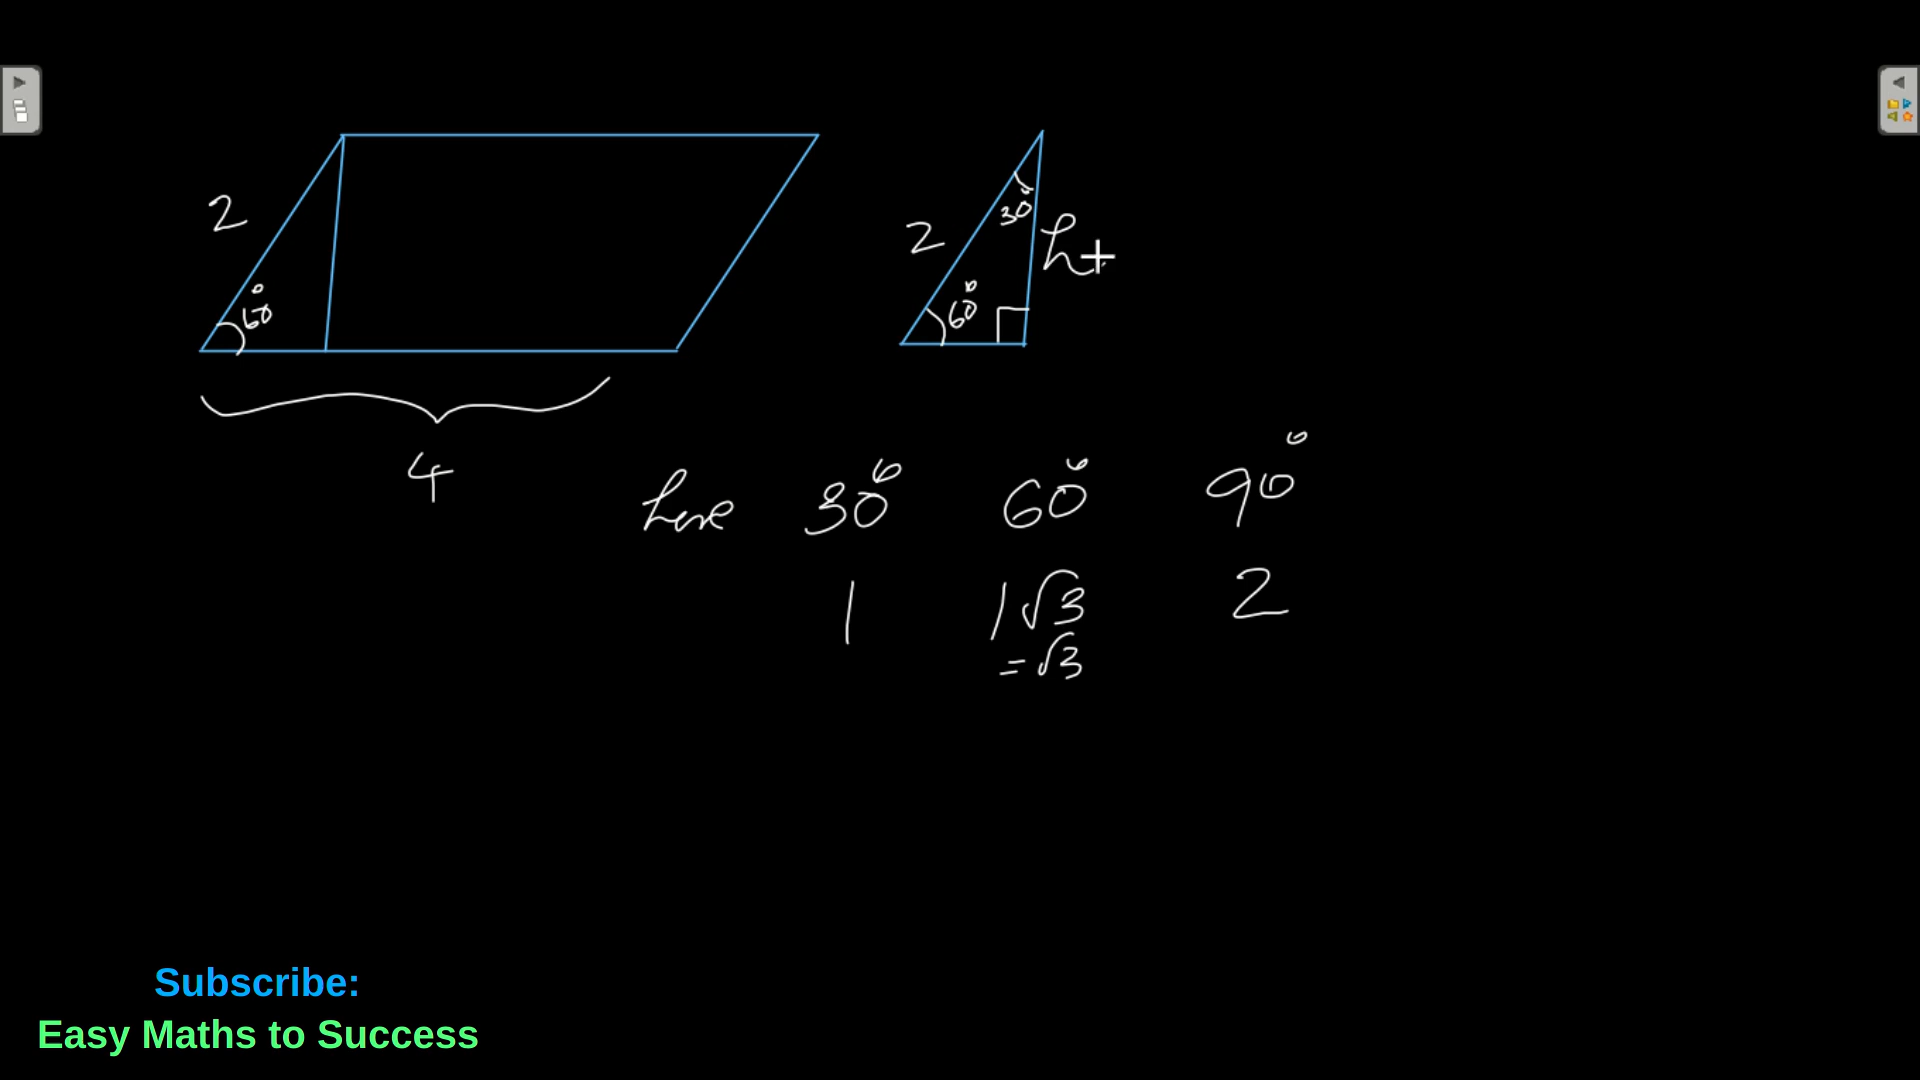 2
60°
4
2
30°
60°
h
here 30° 60° 90°
1 1√3 2
= √3
Subscribe:
Easy Maths to Success